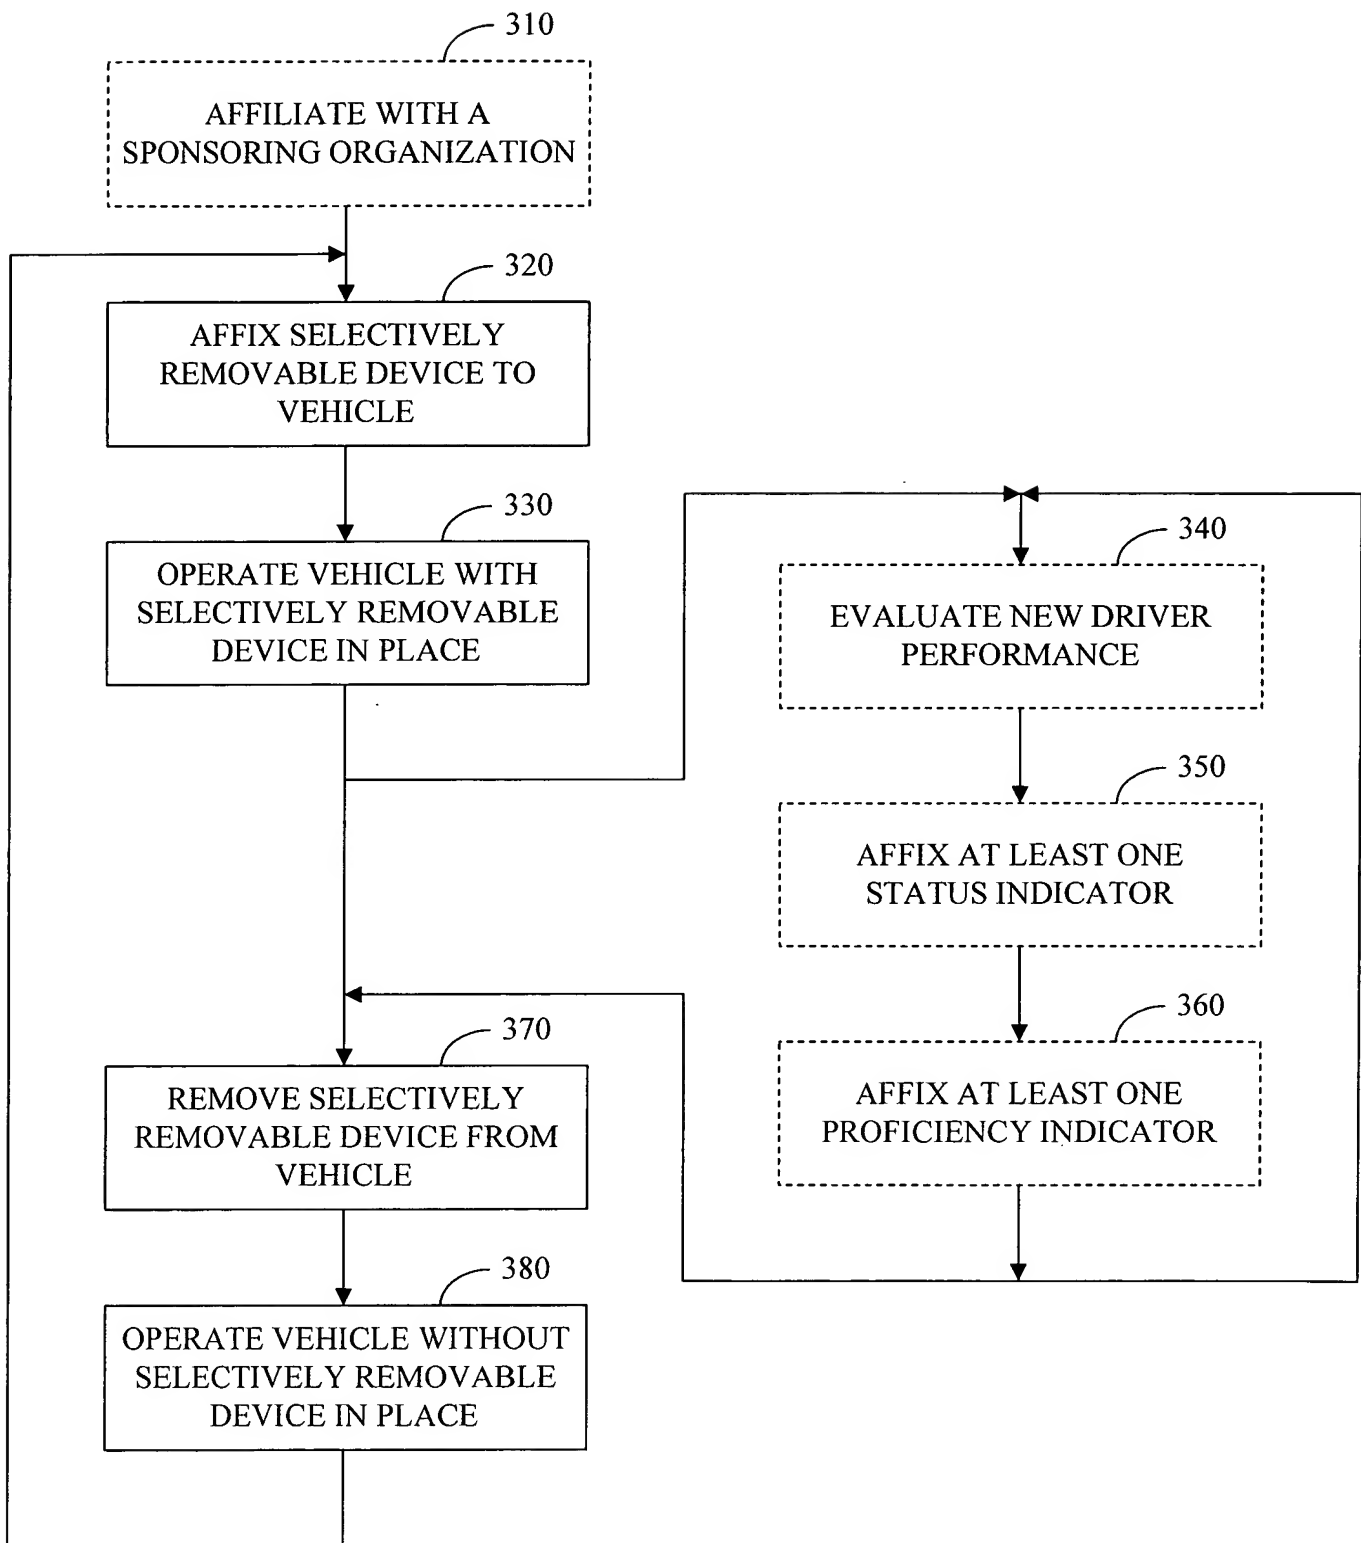 310
AFFILIATE WITH A
SPONSORING ORGANIZATION
320
AFFIX SELECTIVELY
REMOVABLE DEVICE TO
VEHICLE
330
OPERATE VEHICLE WITH
SELECTIVELY REMOVABLE
DEVICE IN PLACE
340
EVALUATE NEW DRIVER
PERFORMANCE
350
AFFIX AT LEAST ONE
STATUS INDICATOR
360
AFFIX AT LEAST ONE
PROFICIENCY INDICATOR
370
REMOVE SELECTIVELY
REMOVABLE DEVICE FROM
VEHICLE
380
OPERATE VEHICLE WITHOUT
SELECTIVELY REMOVABLE
DEVICE IN PLACE